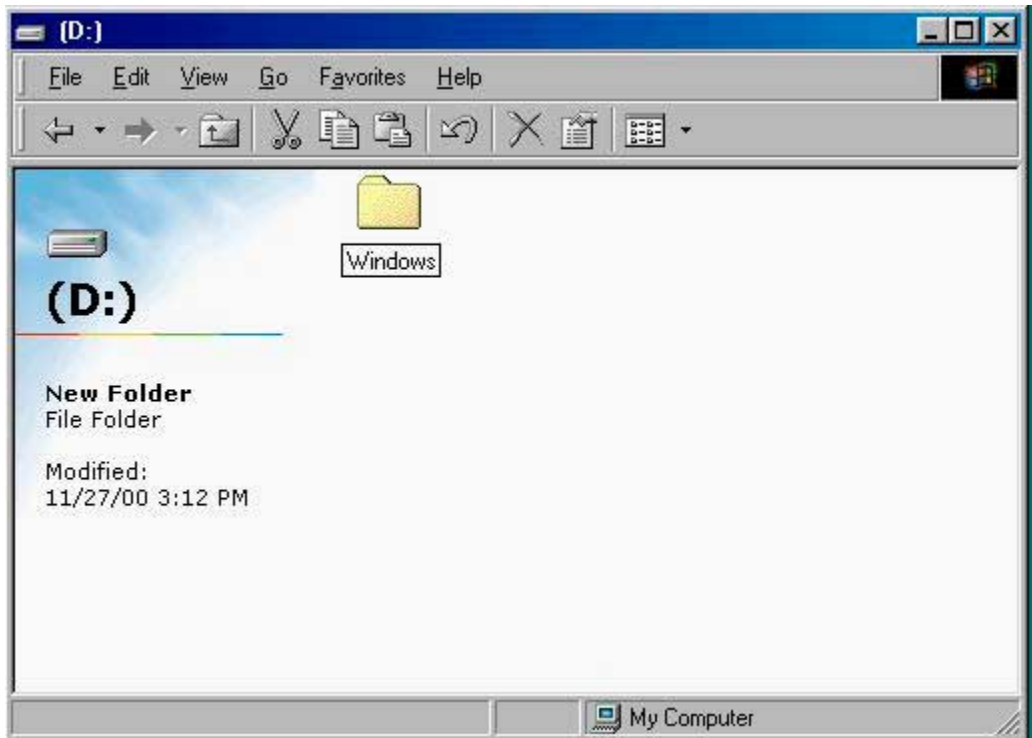 (D:)
File Edit View Go Favorites Help
Windows
(D:)
New Folder
File Folder
Modified:
11/27/00 3:12 PM
My Computer